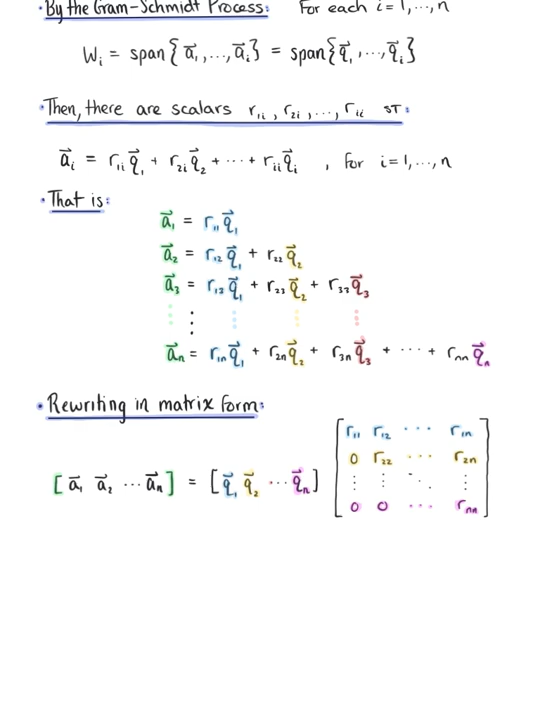 · By the Gram-Schmidt Process: For each i=1,...,n
Wᵢ = span{a⃗₁,...,a⃗ᵢ} = span{q⃗₁,...,q⃗ᵢ}
· Then, there are scalars r₁ᵢ, r₂ᵢ, ..., rᵢᵢ ST:
a⃗ᵢ = r₁ᵢq⃗₁ + r₂ᵢq⃗₂ + ··· + rᵢᵢq⃗ᵢ , for i=1,...,n
· That is:
a⃗₁ = r₁₁q⃗₁
a⃗₂ = r₁₂q⃗₁ + r₂₂q⃗₂
a⃗₃ = r₁₃q⃗₁ + r₂₃q⃗₂ + r₃₃q⃗₃
⋮ ⋮ ⋮ ⋮ ⋮
a⃗ₙ = r₁ₙq⃗₁ + r₂ₙq⃗₂ + r₃ₙq⃗₃ + ··· + rₙₙq⃗ₙ
· Rewriting in matrix form:
[a⃗₁ a⃗₂ ··· a⃗ₙ] = [q⃗₁ q⃗₂ ··· q⃗ₙ]
r₁₁ r₁₂ ··· r₁ₙ
0 r₂₂ ··· r₂ₙ
⋮ ⋮ ⋱ ⋮
0 0 ··· rₙₙ